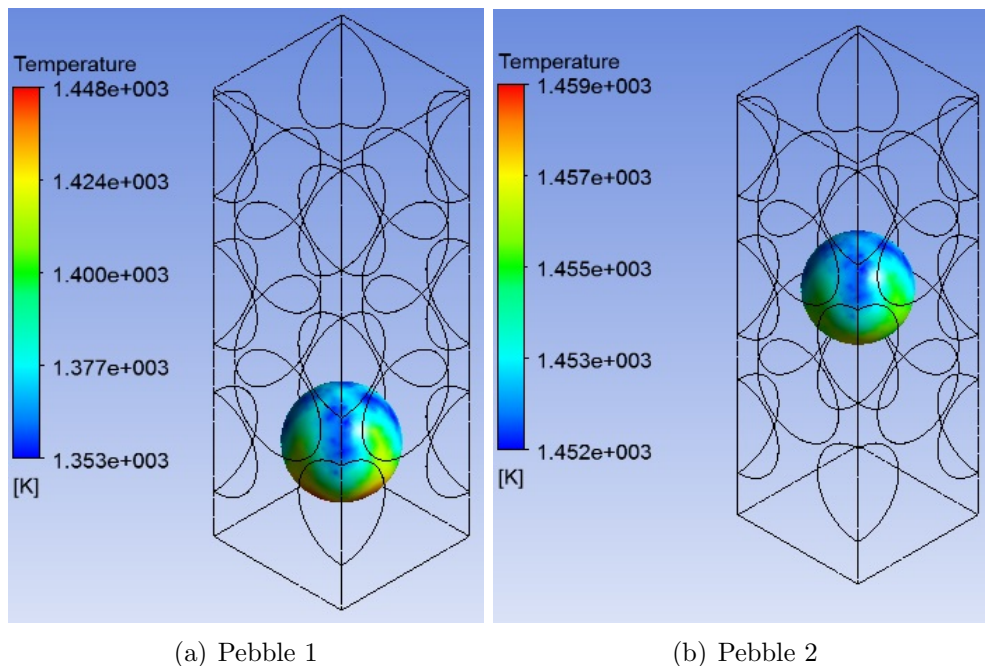 Temperature
1.448e+003
1.424e+003
1.400e+003
1.377e+003
1.353e+003
[K]
Temperature
1.459e+003
1.457e+003
1.455e+003
1.453e+003
1.452e+003
[K]
(a) Pebble 1
(b) Pebble 2